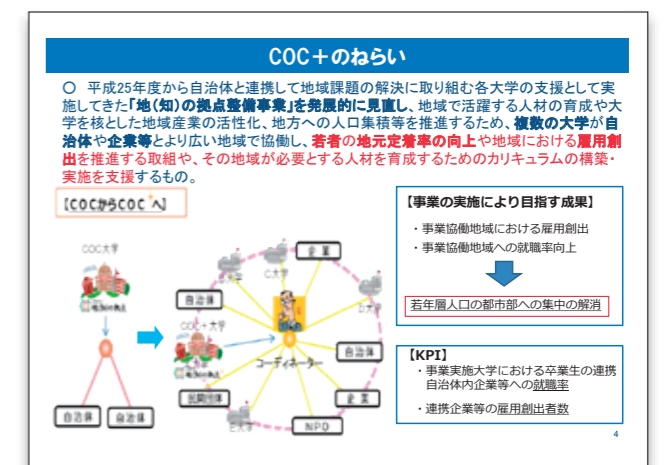 COC+のねらい
○ 平成25年度から自治体と連携して地域課題の解決に取り組む各大学の支援として実
施してきた「地(知)の拠点整備事業」を発展的に見直し、地域で活躍する人材の育成や大
学を核とした地域産業の活性化、地方への人口集積等を推進するため、複数の大学が自
治体や企業等とより広い地域で協働し、若者の地元定着率の向上や地域における雇用創
出を推進する取組や、その地域が必要とする人材を育成するためのカリキュラムの構築・
実施を支援するもの。
【COCからCOC+へ】
COC大学
自治体
自治体
企業
C大学
自治体
D大学
COC+大学
コーディネーター
自治体
民間団体
企業
E大学
NPO
【事業の実施により目指す成果】
・事業協働地域における雇用創出
・事業協働地域への就職率向上
若年層人口の都市部への集中の解消
【KPI】
・事業実施大学における卒業生の連携
自治体内企業等への就職率
・連携企業等の雇用創出者数
4